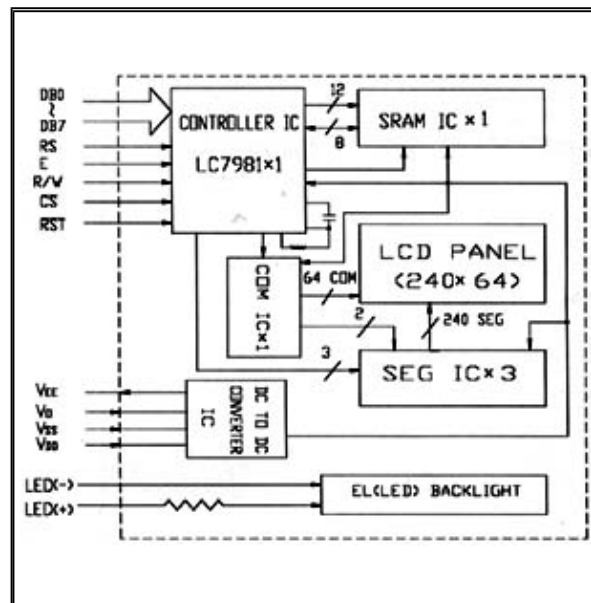 DB0
~
DB7
RS
E
R/W
CS
RST
CONTROLLER IC
LC7981×1
12
8
SRAM IC ×1
COM IC×1
64 COM
LCD PANEL
(240×64)
2
240 SEG
3
SEG IC×3
VEE
V0
VSS
VDD
DC TO DC
CONVERTER
IC
LED(-)
LED(+)
EL(LED) BACKLIGHT